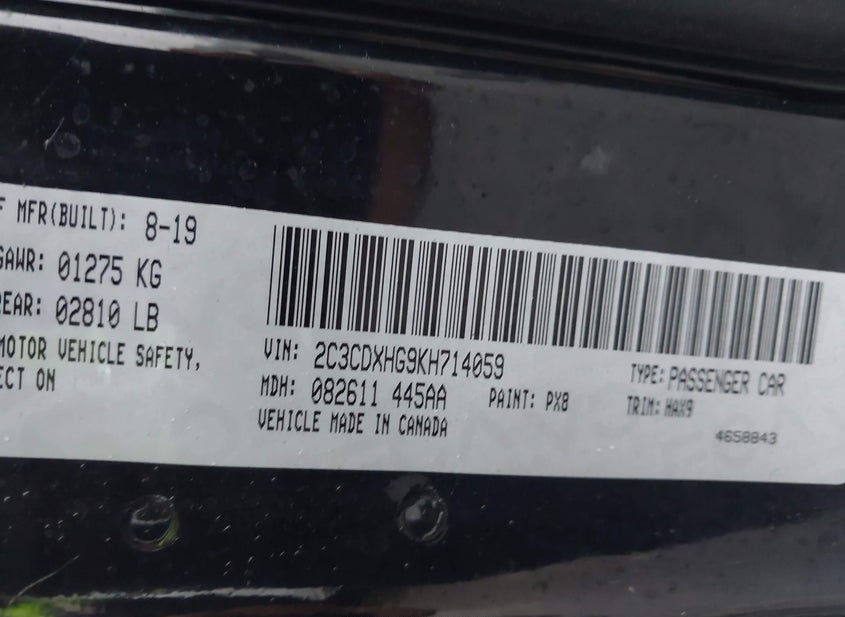 F MFR(BUILT): 8-19
GAWR: 01275 KG
REAR: 02810 LB
MOTOR VEHICLE SAFETY,
ECT ON
VIN: 2C3CDXHG9KH714059
MDH: 082611 445AA PAINT: PX8
VEHICLE MADE IN CANADA
TYPE: PASSENGER CAR
TRIM: HAX9
4658843